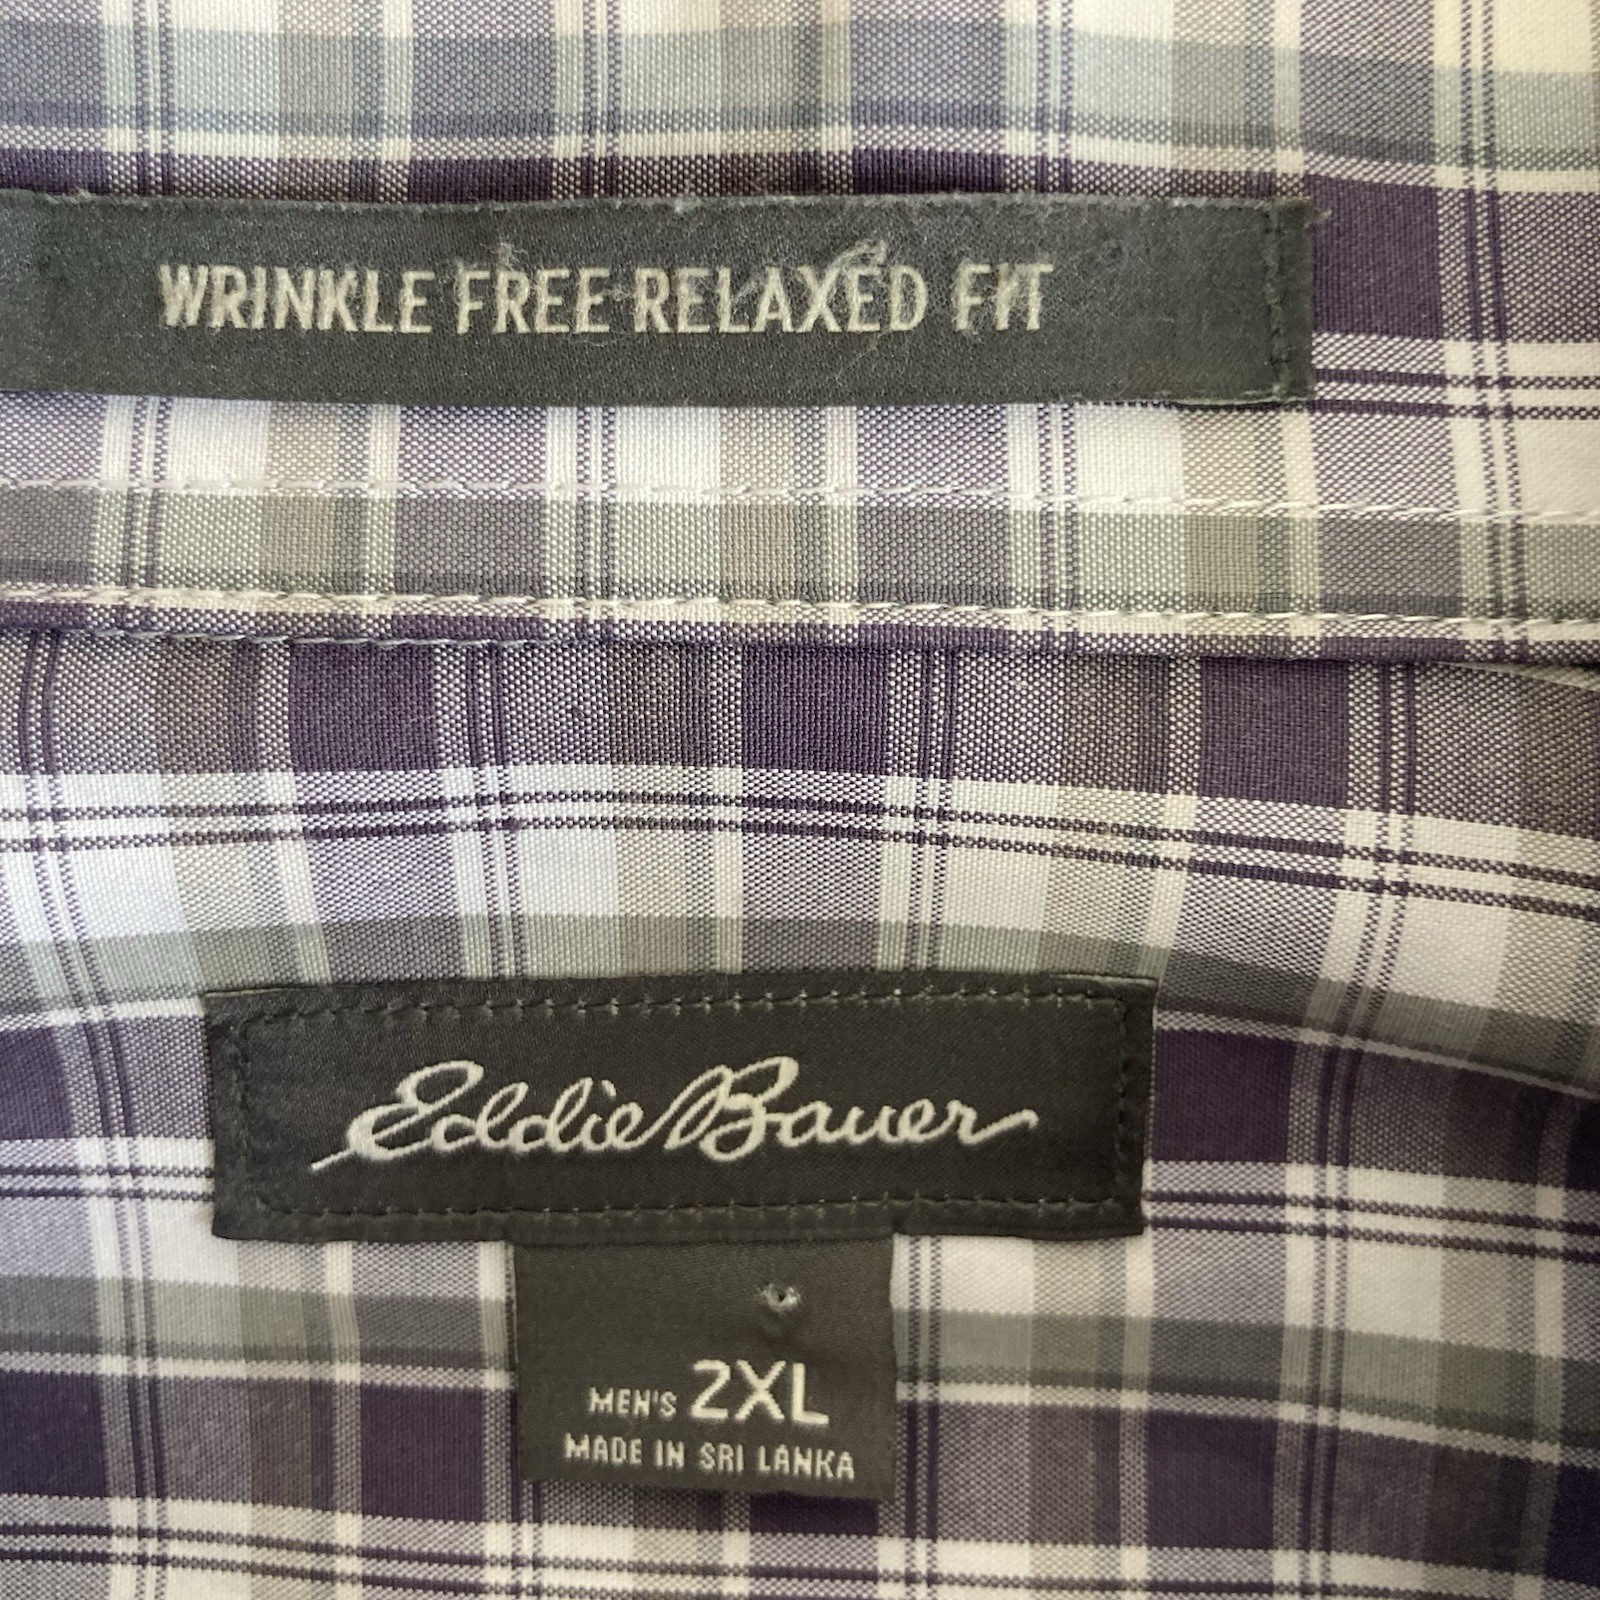 WRINKLE FREE RELAXED FIT
Eddie Bauer
MEN'S 2XL
MADE IN SRI LANKA